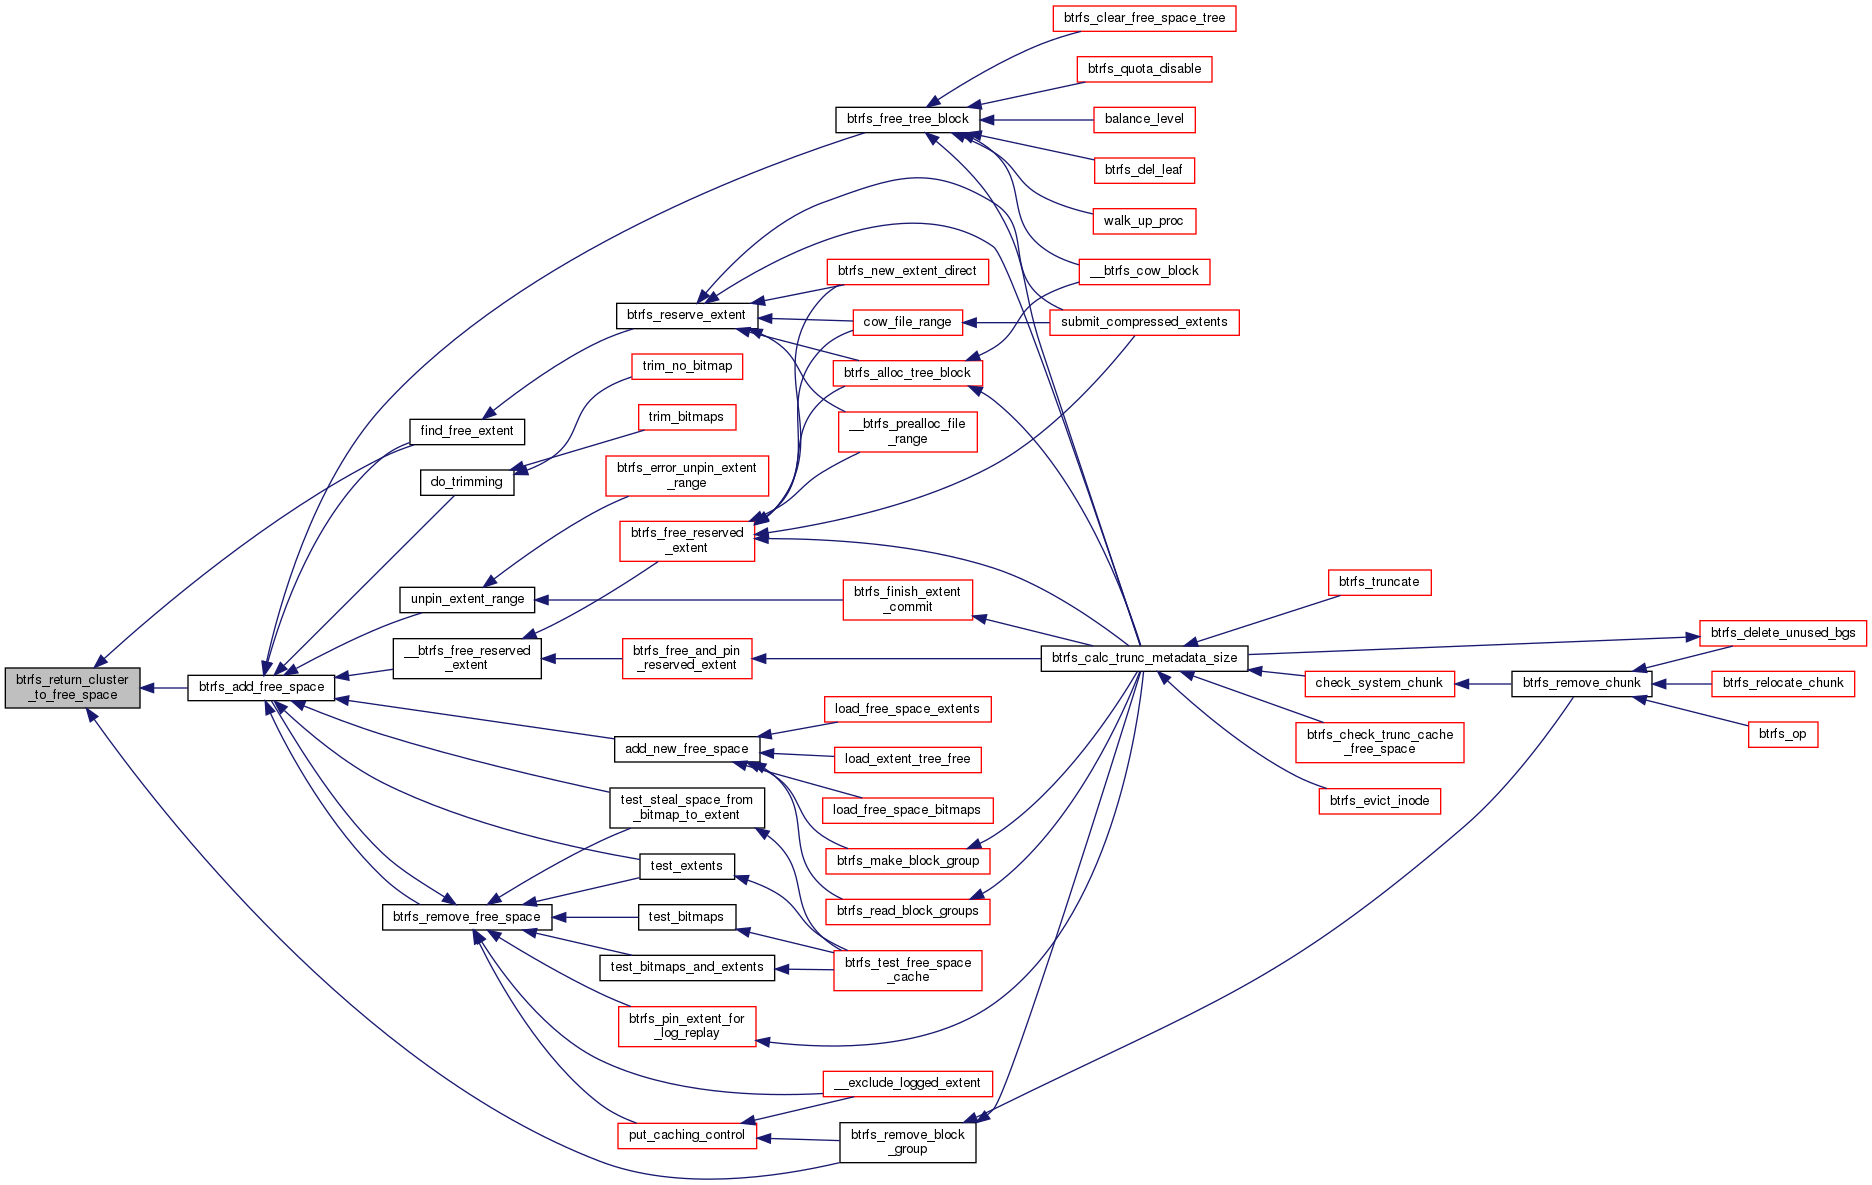 btrfs_clear_free_space_tree
btrfs_quota_disable
btrfs_free_tree_block
balance_level
btrfs_del_leaf
walk_up_proc
btrfs_new_extent_direct
__btrfs_cow_block
btrfs_reserve_extent
cow_file_range
submit_compressed_extents
trim_no_bitmap
btrfs_alloc_tree_block
trim_bitmaps
find_free_extent
__btrfs_prealloc_file
_range
do_trimming
btrfs_error_unpin_extent
_range
btrfs_free_reserved
_extent
unpin_extent_range
btrfs_finish_extent
_commit
btrfs_truncate
btrfs_delete_unused_bgs
__btrfs_free_reserved
_extent
btrfs_free_and_pin
_reserved_extent
btrfs_calc_trunc_metadata_size
btrfs_return_cluster
_to_free_space
btrfs_add_free_space
check_system_chunk
btrfs_remove_chunk
btrfs_relocate_chunk
load_free_space_extents
btrfs_op
btrfs_check_trunc_cache
_free_space
add_new_free_space
load_extent_tree_free
test_steal_space_from
_bitmap_to_extent
load_free_space_bitmaps
btrfs_evict_inode
test_extents
btrfs_make_block_group
btrfs_remove_free_space
test_bitmaps
btrfs_read_block_groups
test_bitmaps_and_extents
btrfs_test_free_space
_cache
btrfs_pin_extent_for
_log_replay
__exclude_logged_extent
put_caching_control
btrfs_remove_block
_group